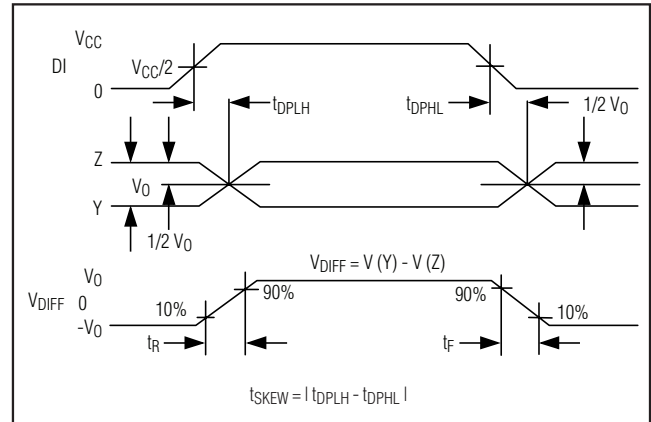 VCC
DI
VCC/2
0
tDPLH
tDPHL
1/2 VO
Z
VO
Y
1/2 VO
VDIFF = V (Y) - V (Z)
VO
VDIFF 0
-VO
10%
90%
90%
10%
tR
tF
tSKEW = | tDPLH - tDPHL |